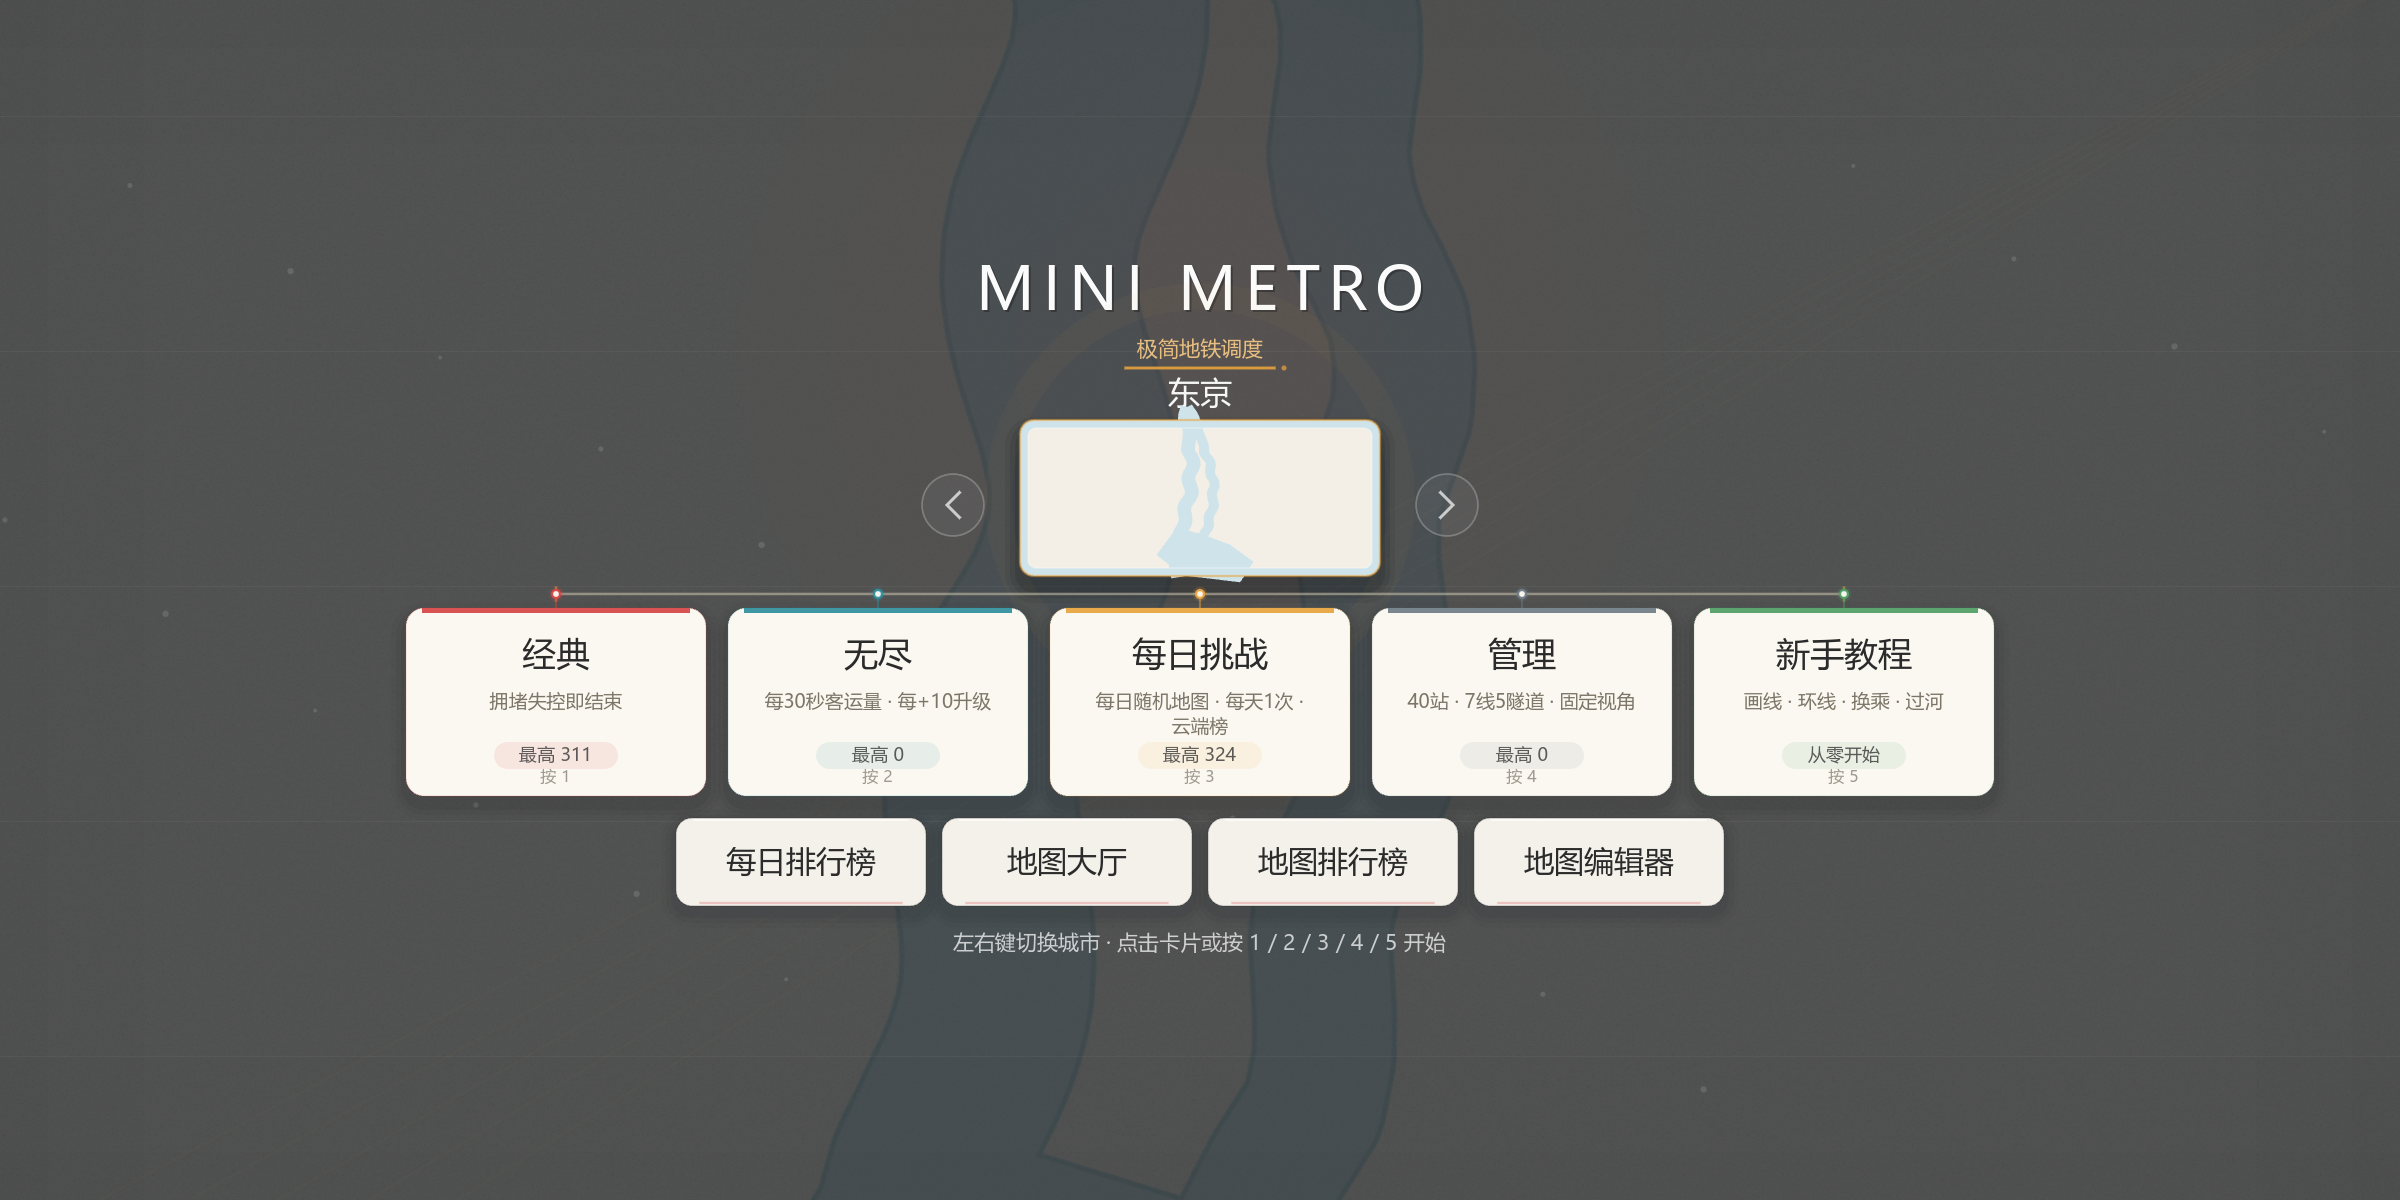 MINI METRO
极简地铁调度
东京
经典
拥堵失控即结束
最高 311
按 1
无尽
每30秒客运量 · 每+10升级
最高 0
按 2
每日挑战
每日随机地图 · 每天1次 ·
云端榜
最高 324
按 3
管理
40站 · 7线5隧道 · 固定视角
最高 0
按 4
新手教程
画线 · 环线 · 换乘 · 过河
从零开始
按 5
每日排行榜
地图大厅
地图排行榜
地图编辑器
左右键切换城市 · 点击卡片或按 1 / 2 / 3 / 4 / 5 开始